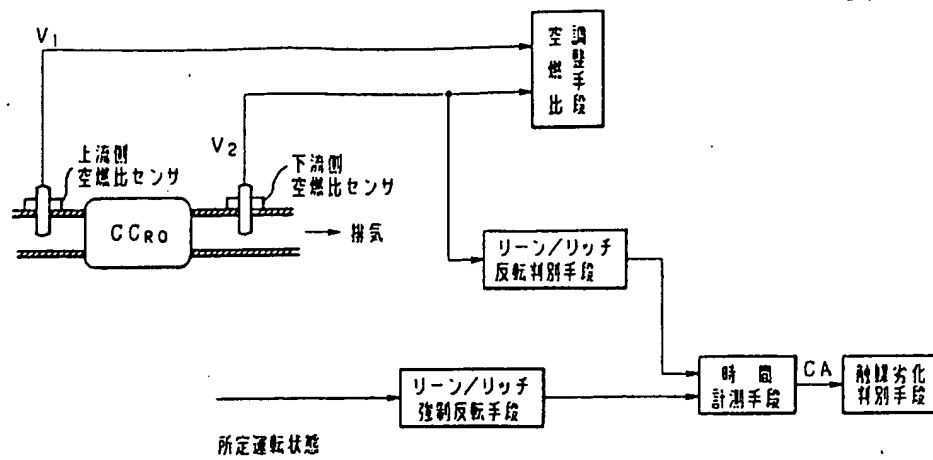 V1
空燃比
調整手段
V2
上流側
空燃比センサ
下流側
空燃比センサ
CCRO
排気
リーン/リッチ
反転判別手段
時間
計測手段
CA
触媒劣化
判別手段
リーン/リッチ
強制反転手段
所定運転状態